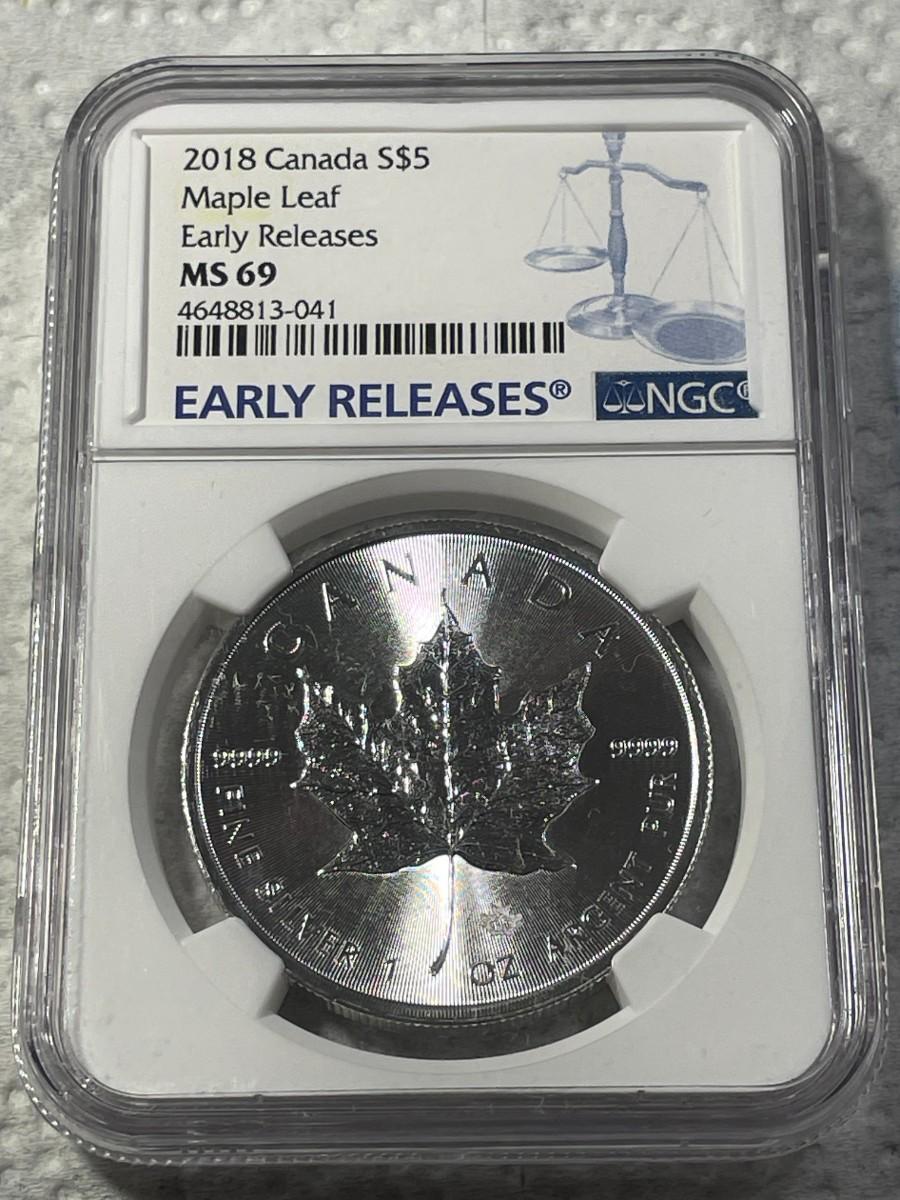 2018 Canada S$5
Maple Leaf
Early Releases
MS 69
4648813-041
EARLY RELEASES® NGC®
CANADA
9999 9999
FINE SILVER 1 OZ ARGENT PUR